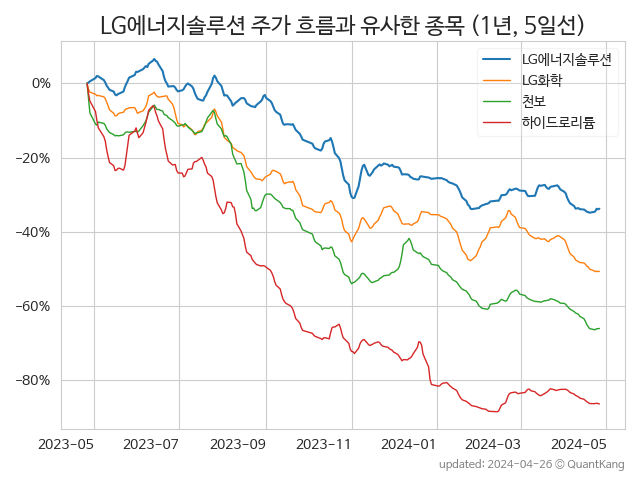 LG에너지솔루션 주가 흐름과 유사한 종목 (1년, 5일선)
LG에너지솔루션
LG화학
천보
하이드로리튬
0%
−20%
−40%
−60%
−80%
2023-05
2023-07
2023-09
2023-11
2024-01
2024-03
2024-05
updated: 2024-04-26 © QuantKang